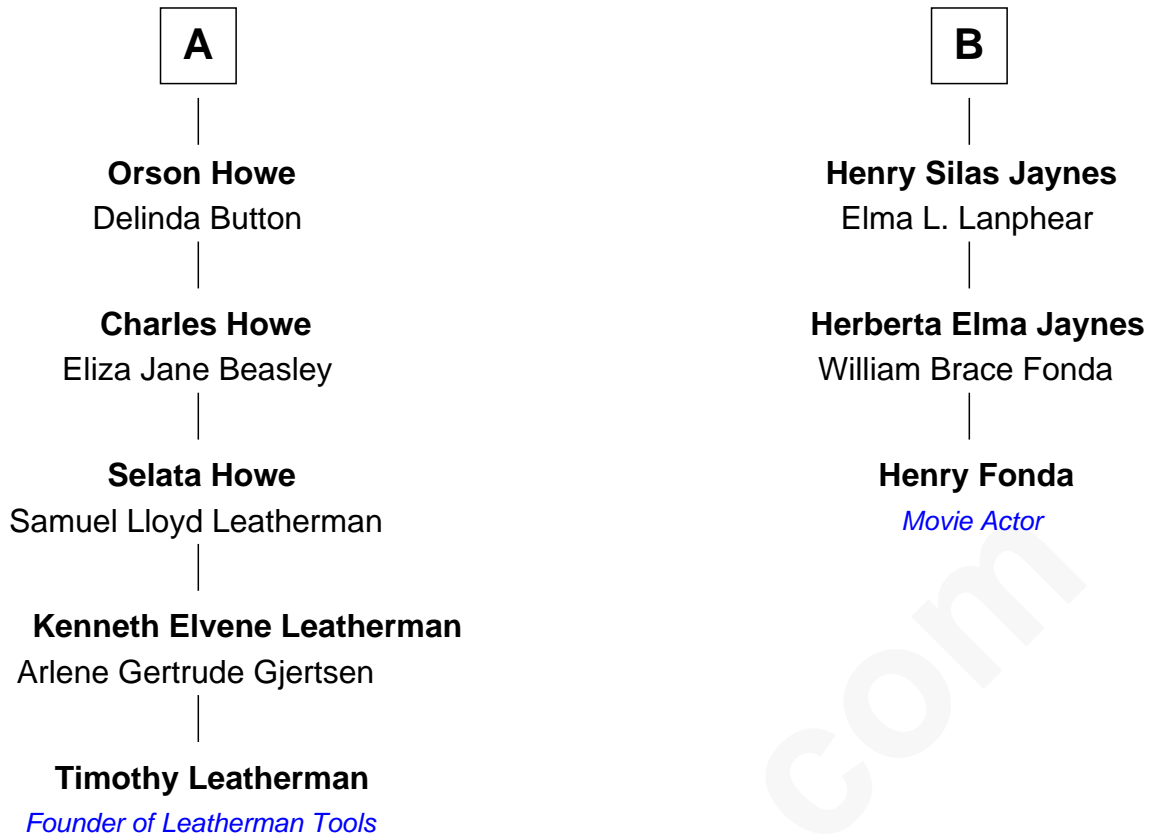 A
Orson Howe
Delinda Button
Charles Howe
Eliza Jane Beasley
Selata Howe
Samuel Lloyd Leatherman
Kenneth Elvene Leatherman
Arlene Gertrude Gjertsen
Timothy Leatherman
Founder of Leatherman Tools
B
Henry Silas Jaynes
Elma L. Lanphear
Herberta Elma Jaynes
William Brace Fonda
Henry Fonda
Movie Actor
com